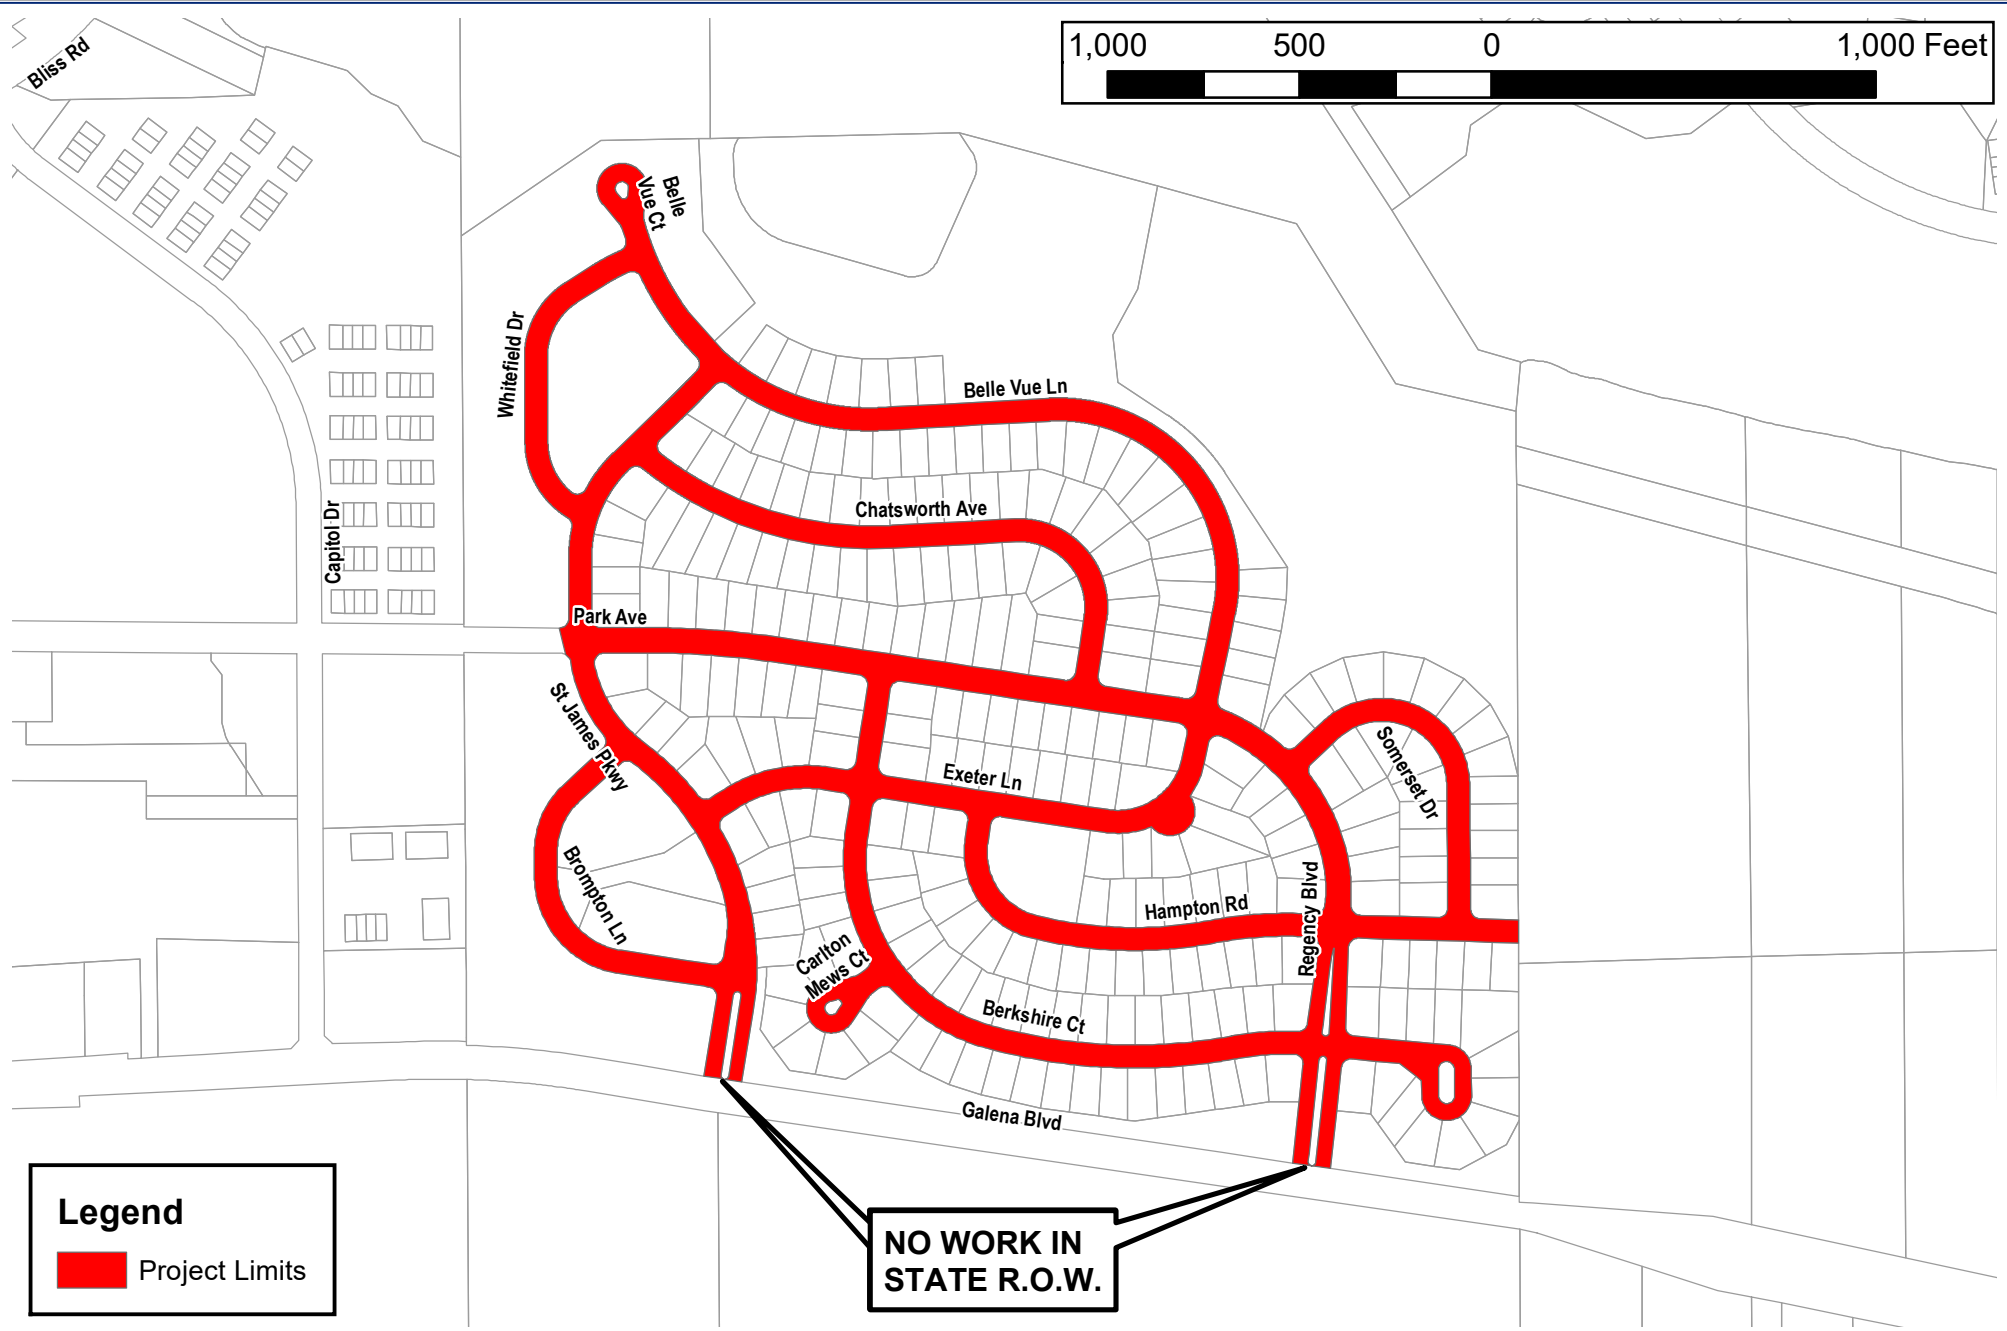 1,000 500 0 1,000 Feet
Bliss Rd
Belle
Vue Ct
Whitefield Dr
Belle Vue Ln
Chatsworth Ave
Capitol Dr
Park Ave
St James Pkwy
Exeter Ln
Somerset Dr
Brompton Ln
Hampton Rd
Regency Blvd
Carlton
Mews Ct
Berkshire Ct
Galena Blvd
Legend
Project Limits
NO WORK IN
STATE R.O.W.